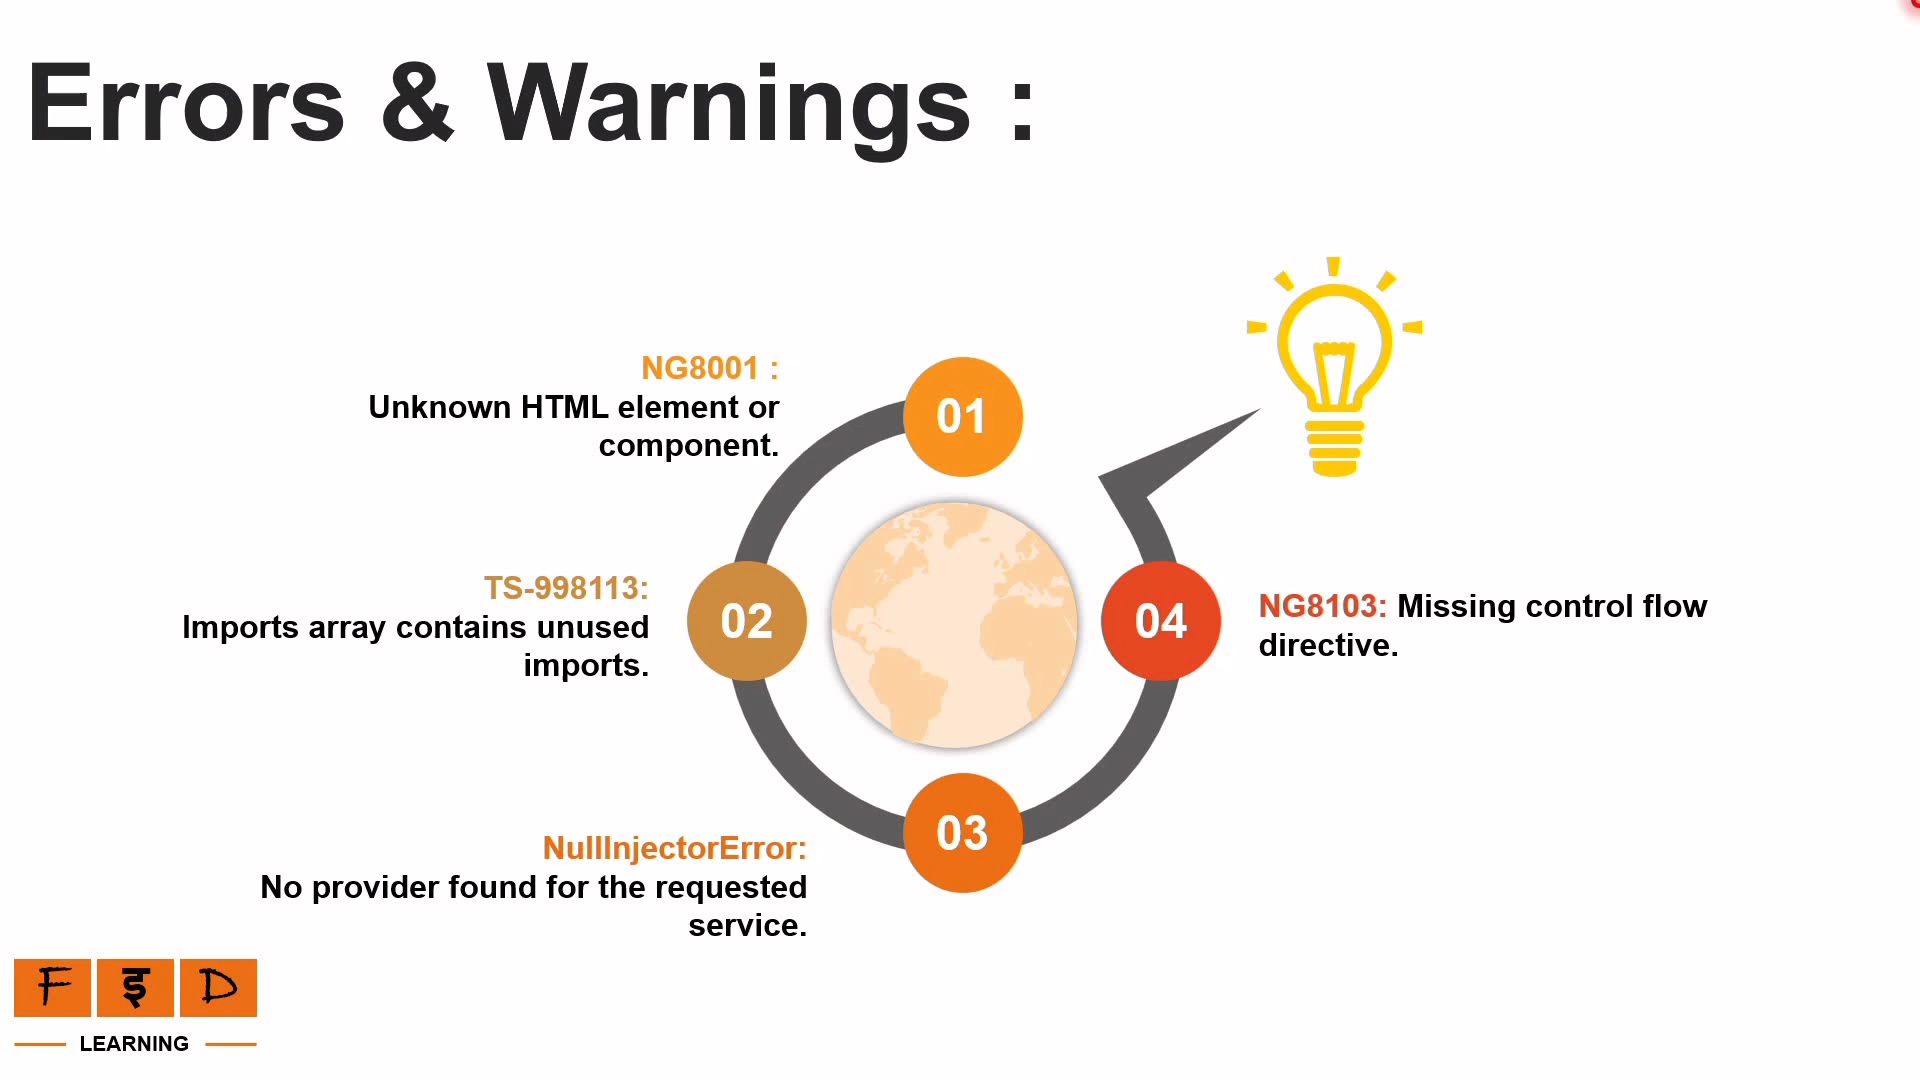 Errors & Warnings :
01
NG8001 :
Unknown HTML element or
component.
02
TS-998113:
Imports array contains unused
imports.
03
NullInjectorError:
No provider found for the requested
service.
04
NG8103: Missing control flow
directive.
F इ D
LEARNING